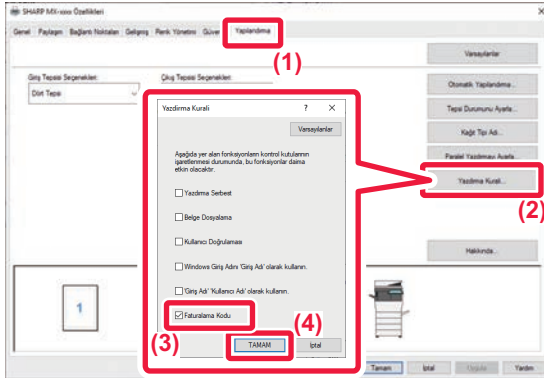 SHARP MX-xxxx Özellikleri
Genel Paylaşım Bağlantı Noktaları Gelişmiş Renk Yönetimi Güven Yapılandırma
(1)
Varsayılanlar
Giriş Tepsisi Seçenekleri: Çıkış Tepsisi Seçenekleri:
Dört Tepsi
Otomatik Yapılandırma...
Tepsi Durumunu Ayarla...
Kağıt Tipi Adı...
Paralel Yazdırmayı Ayarla...
Yazdırma Kuralı...
(2)
Hakkında...
Yazdırma Kurali ? ×
Varsayılanlar
Aşağıda yer alan fonksiyonların kontrol kutularının
işaretlenmesi durumunda, bu fonksiyonlar daima
etkin olacaktır.
Yazdırma Serbest
Belge Dosyalama
Kullanıcı Doğrulaması
Windows Giriş Adını 'Giriş Adı' olarak kullanın.
'Giriş Adı' 'Kullanıcı Adı' olarak kullanın.
Faturalama Kodu
(3)
(4)
TAMAM İptal
1
Tamam İptal Uygula Yardım